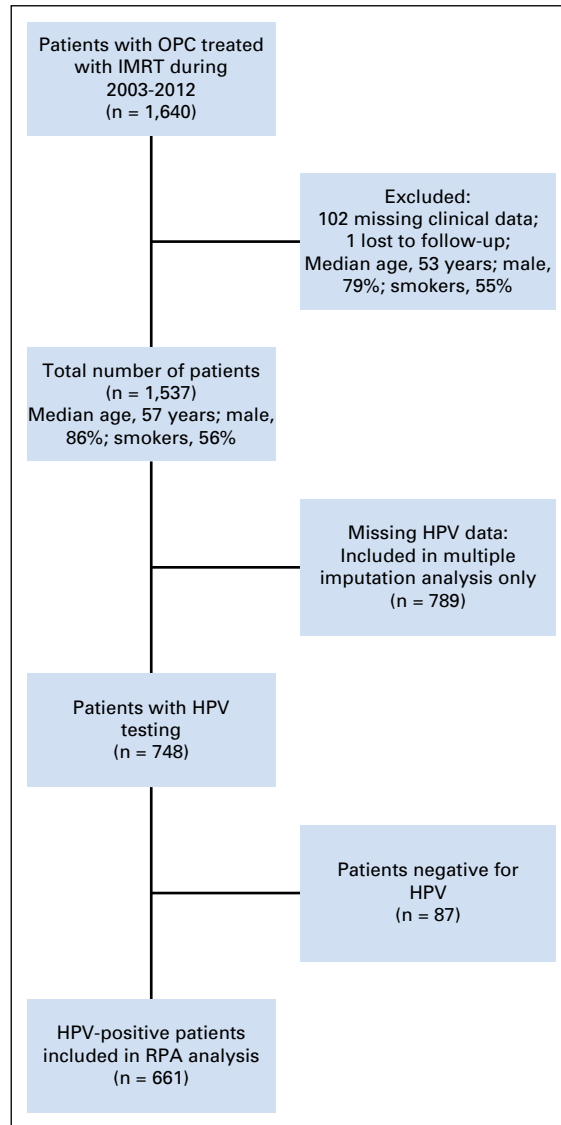 Patients with OPC treated
with IMRT during
2003-2012
(n = 1,640)
Excluded:
102 missing clinical data;
1 lost to follow-up;
Median age, 53 years; male,
79%; smokers, 55%
Total number of patients
(n = 1,537)
Median age, 57 years; male,
86%; smokers, 56%
Missing HPV data:
Included in multiple
imputation analysis only
(n = 789)
Patients with HPV
testing
(n = 748)
Patients negative for
HPV
(n = 87)
HPV-positive patients
included in RPA analysis
(n = 661)